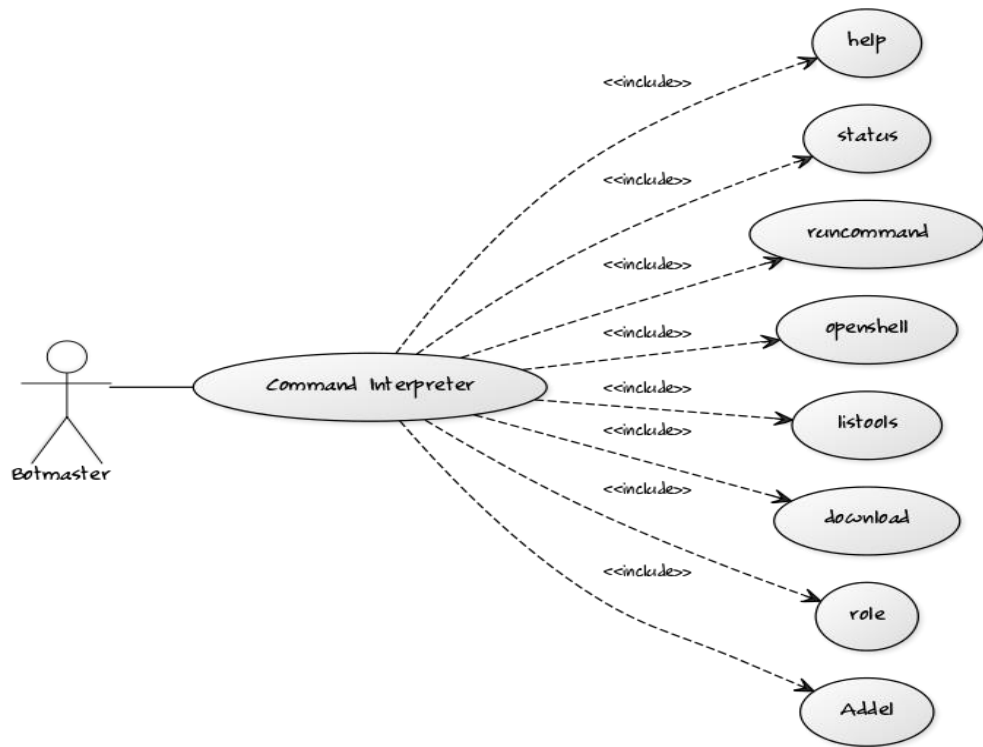 help
<<include>>
status
<<include>>
runcommand
<<include>>
openshell
<<include>>
Command Interpreter
<<include>>
listools
<<include>>
Botmaster
download
<<include>>
<<include>>
role
Addel